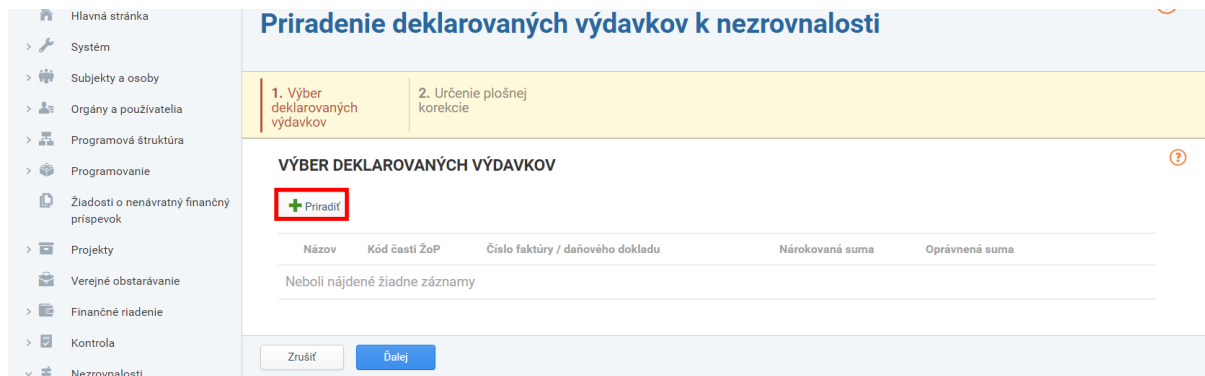 Hlavná stránka
Systém
Subjekty a osoby
Orgány a používatelia
Programová štruktúra
Programovanie
Žiadosti o nenávratný finančný
príspevok
Projekty
Verejné obstarávanie
Finančné riadenie
Kontrola
Nezrovnalosti
Priradenie deklarovaných výdavkov k nezrovnalosti
1. Výber
deklarovaných
výdavkov
2. Určenie plošnej
korekcie
VÝBER DEKLAROVANÝCH VÝDAVKOV
?
Priradiť
Názov Kód časti ŽoP Číslo faktúry / daňového dokladu Nárokovaná suma Oprávnená suma
Neboli nájdené žiadne záznamy
Zrušiť Ďalej